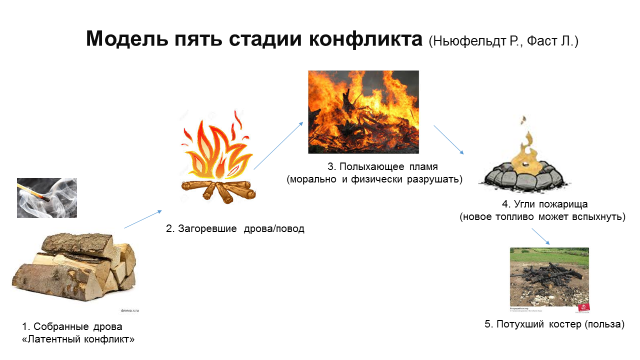 Модель пять стадии конфликта (Ньюфельдт Р., Фаст Л.)
3. Полыхающее пламя
(морально и физически разрушать)
4. Угли пожарища
(новое топливо может вспыхнуть)
2. Загоревшие дрова/повод
1. Собранные дрова
«Латентный конфликт»
5. Потухший костер (польза)